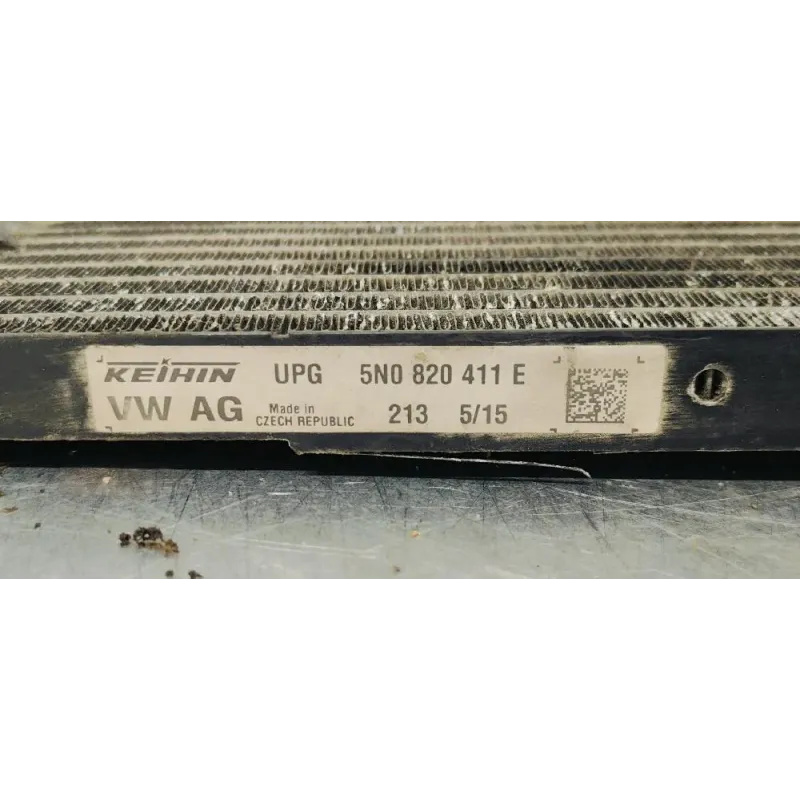 KEIHIN UPG 5N0 820 411 E
VW AG Made in CZECH REPUBLIC 213 5/15